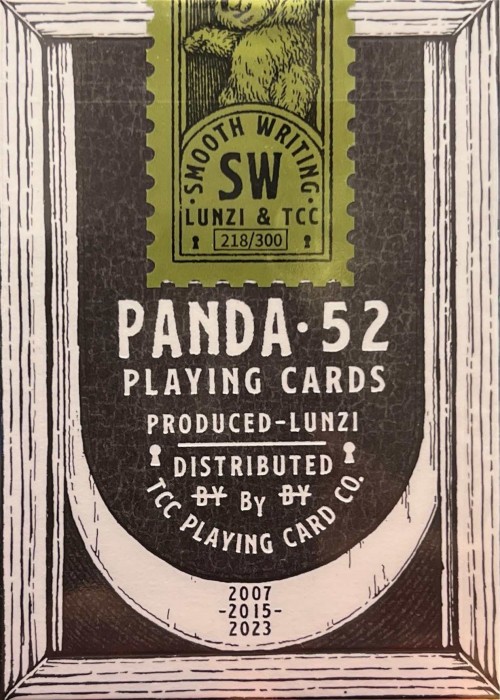 ·SMOOTH WRITING·
SW
LUNZI & TCC
218/300
PANDA·52
PLAYING CARDS
PRODUCED-LUNZI
DISTRIBUTED
BY By BY
TCC PLAYING CARD CO.
2007
-2015-
2023